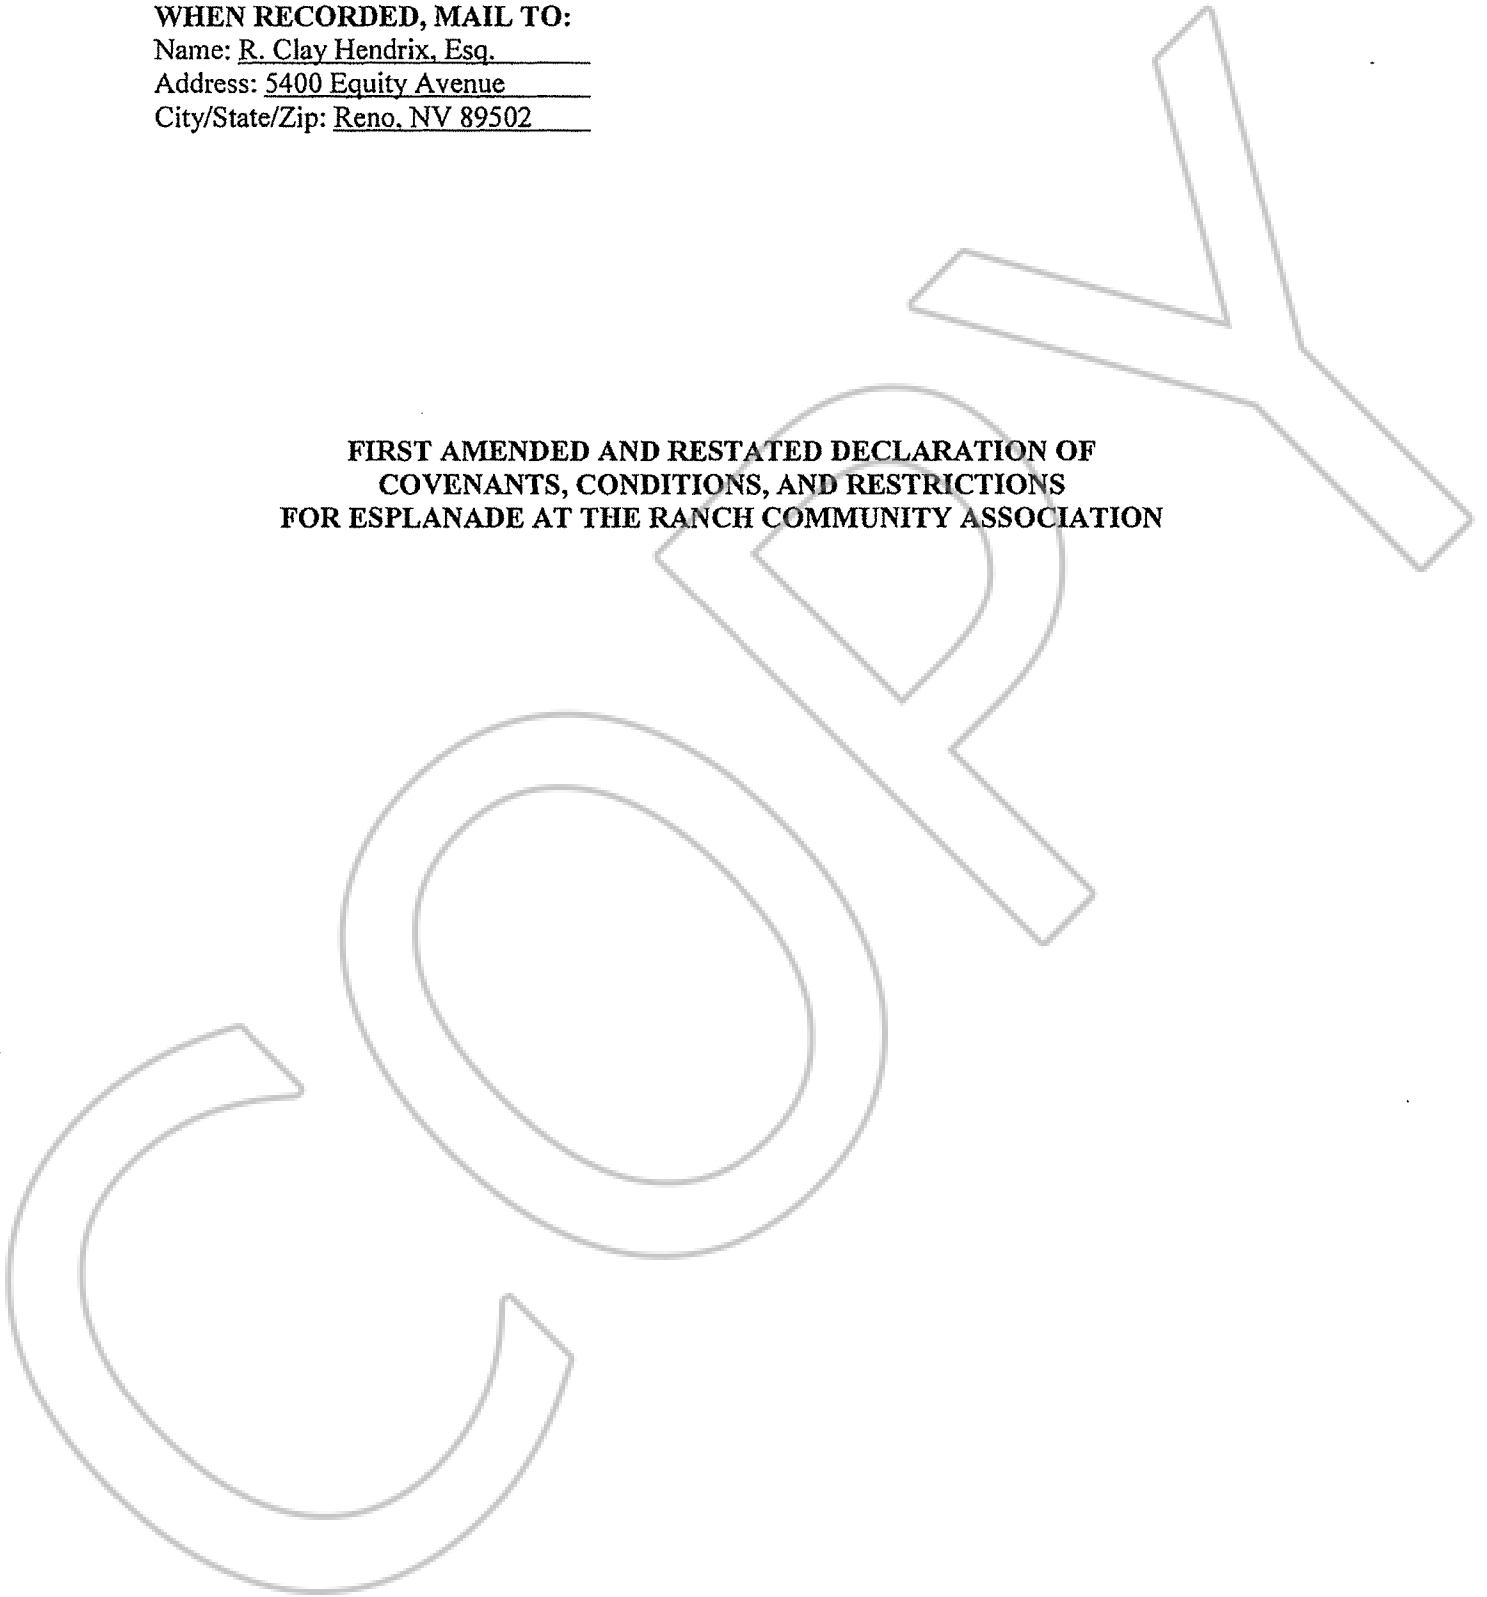 WHEN RECORDED, MAIL TO:
Name: R. Clay Hendrix, Esq.
Address: 5400 Equity Avenue
City/State/Zip: Reno, NV 89502
FIRST AMENDED AND RESTATED DECLARATION OF
COVENANTS, CONDITIONS, AND RESTRICTIONS
FOR ESPLANADE AT THE RANCH COMMUNITY ASSOCIATION
COPY